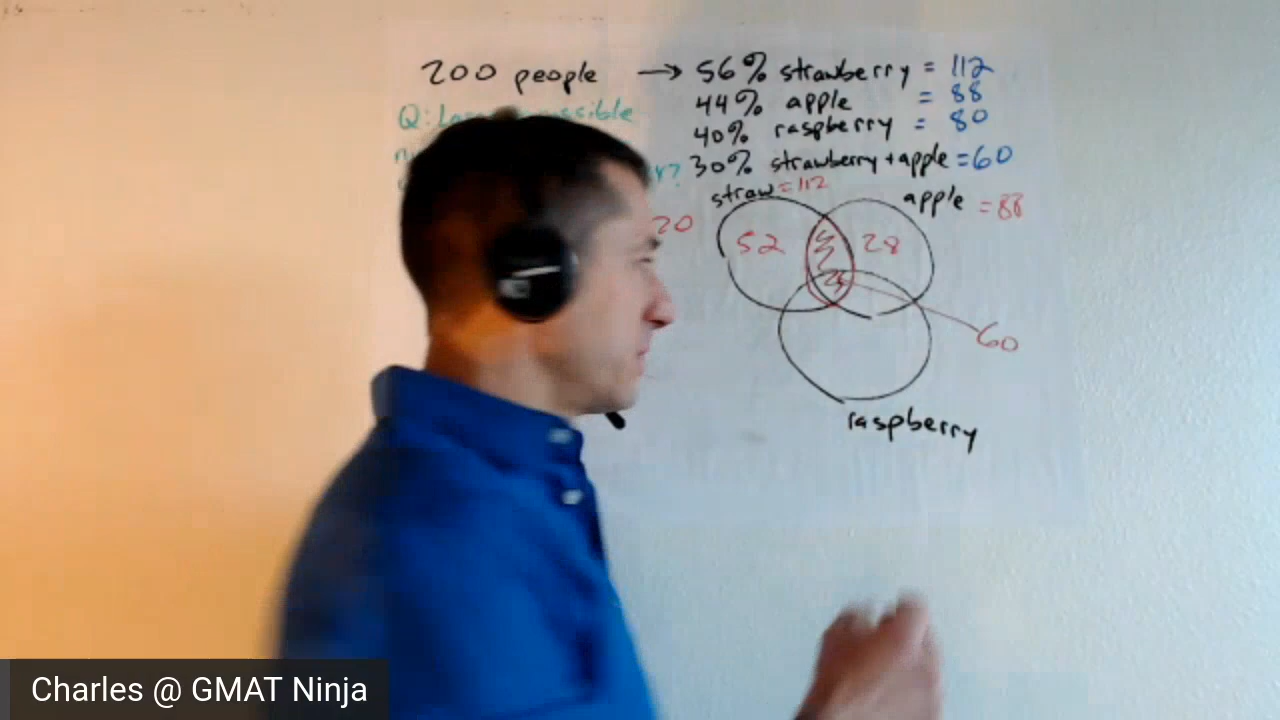 200 people → 56% strawberry = 112
44% apple = 88
40% raspberry = 80
30% strawberry + apple = 60
Q:
straw = 112
apple = 88
20
52
28
60
raspberry
Charles @ GMAT Ninja